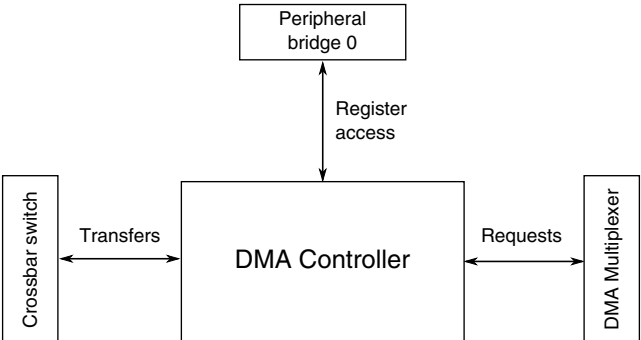 Peripheral
bridge 0
Register
access
Crossbar switch
Transfers
DMA Controller
Requests
DMA Multiplexer